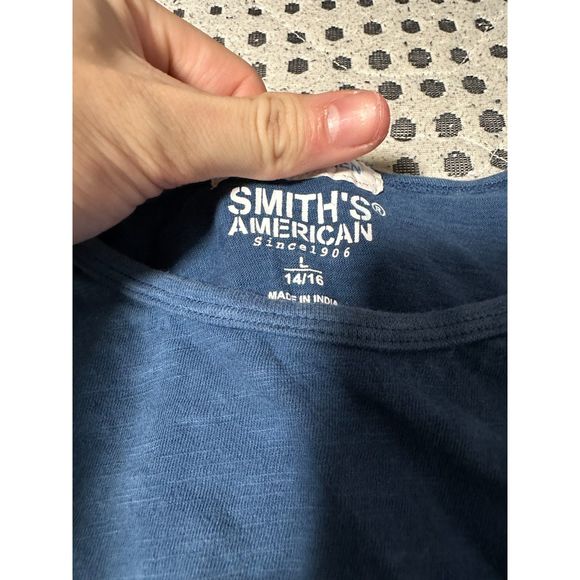 SMITH'S®
AMERICAN
Since1906
L
14/16
MADE IN INDIA